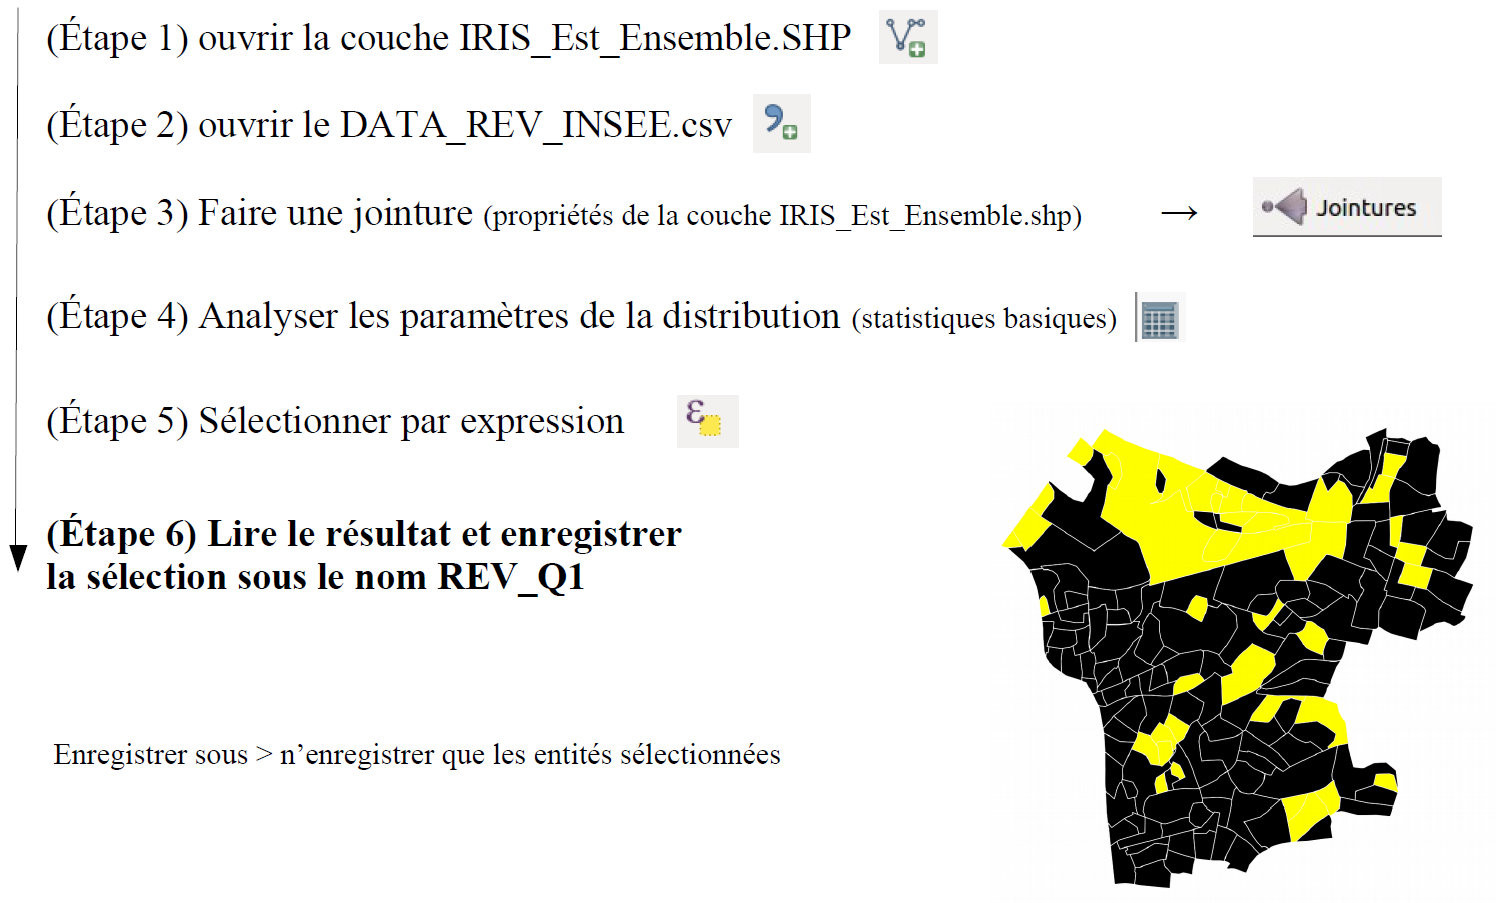 (Étape 1) ouvrir la couche IRIS_Est_Ensemble.SHP
(Étape 2) ouvrir le DATA_REV_INSEE.csv
(Étape 3) Faire une jointure (propriétés de la couche IRIS_Est_Ensemble.shp) → Jointures
(Étape 4) Analyser les paramètres de la distribution (statistiques basiques)
(Étape 5) Sélectionner par expression
(Étape 6) Lire le résultat et enregistrer
la sélection sous le nom REV_Q1
Enregistrer sous > n’enregistrer que les entités sélectionnées